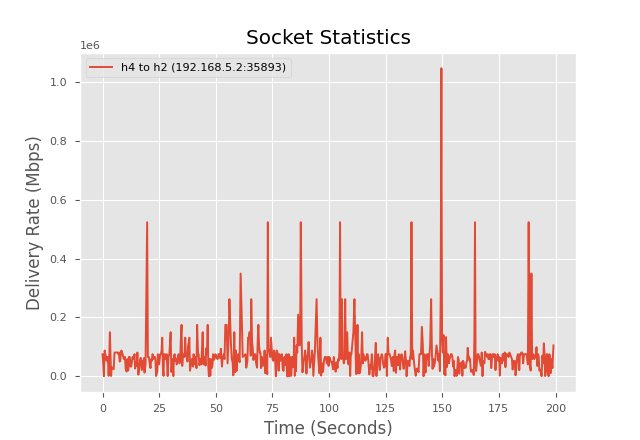 Socket Statistics
1e6
h4 to h2 (192.168.5.2:35893)
1.0
0.8
0.6
0.4
0.2
0.0
Delivery Rate (Mbps)
0 25 50 75 100 125 150 175 200
Time (Seconds)